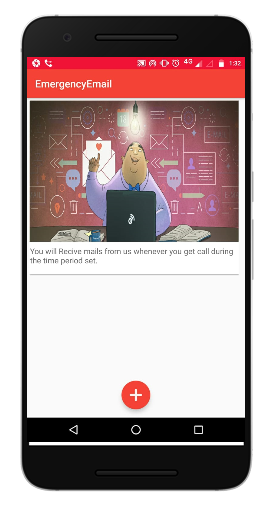 4G 1:32
EmergencyEmail
You will Recive mails from us whenever you get call during
the time period set.